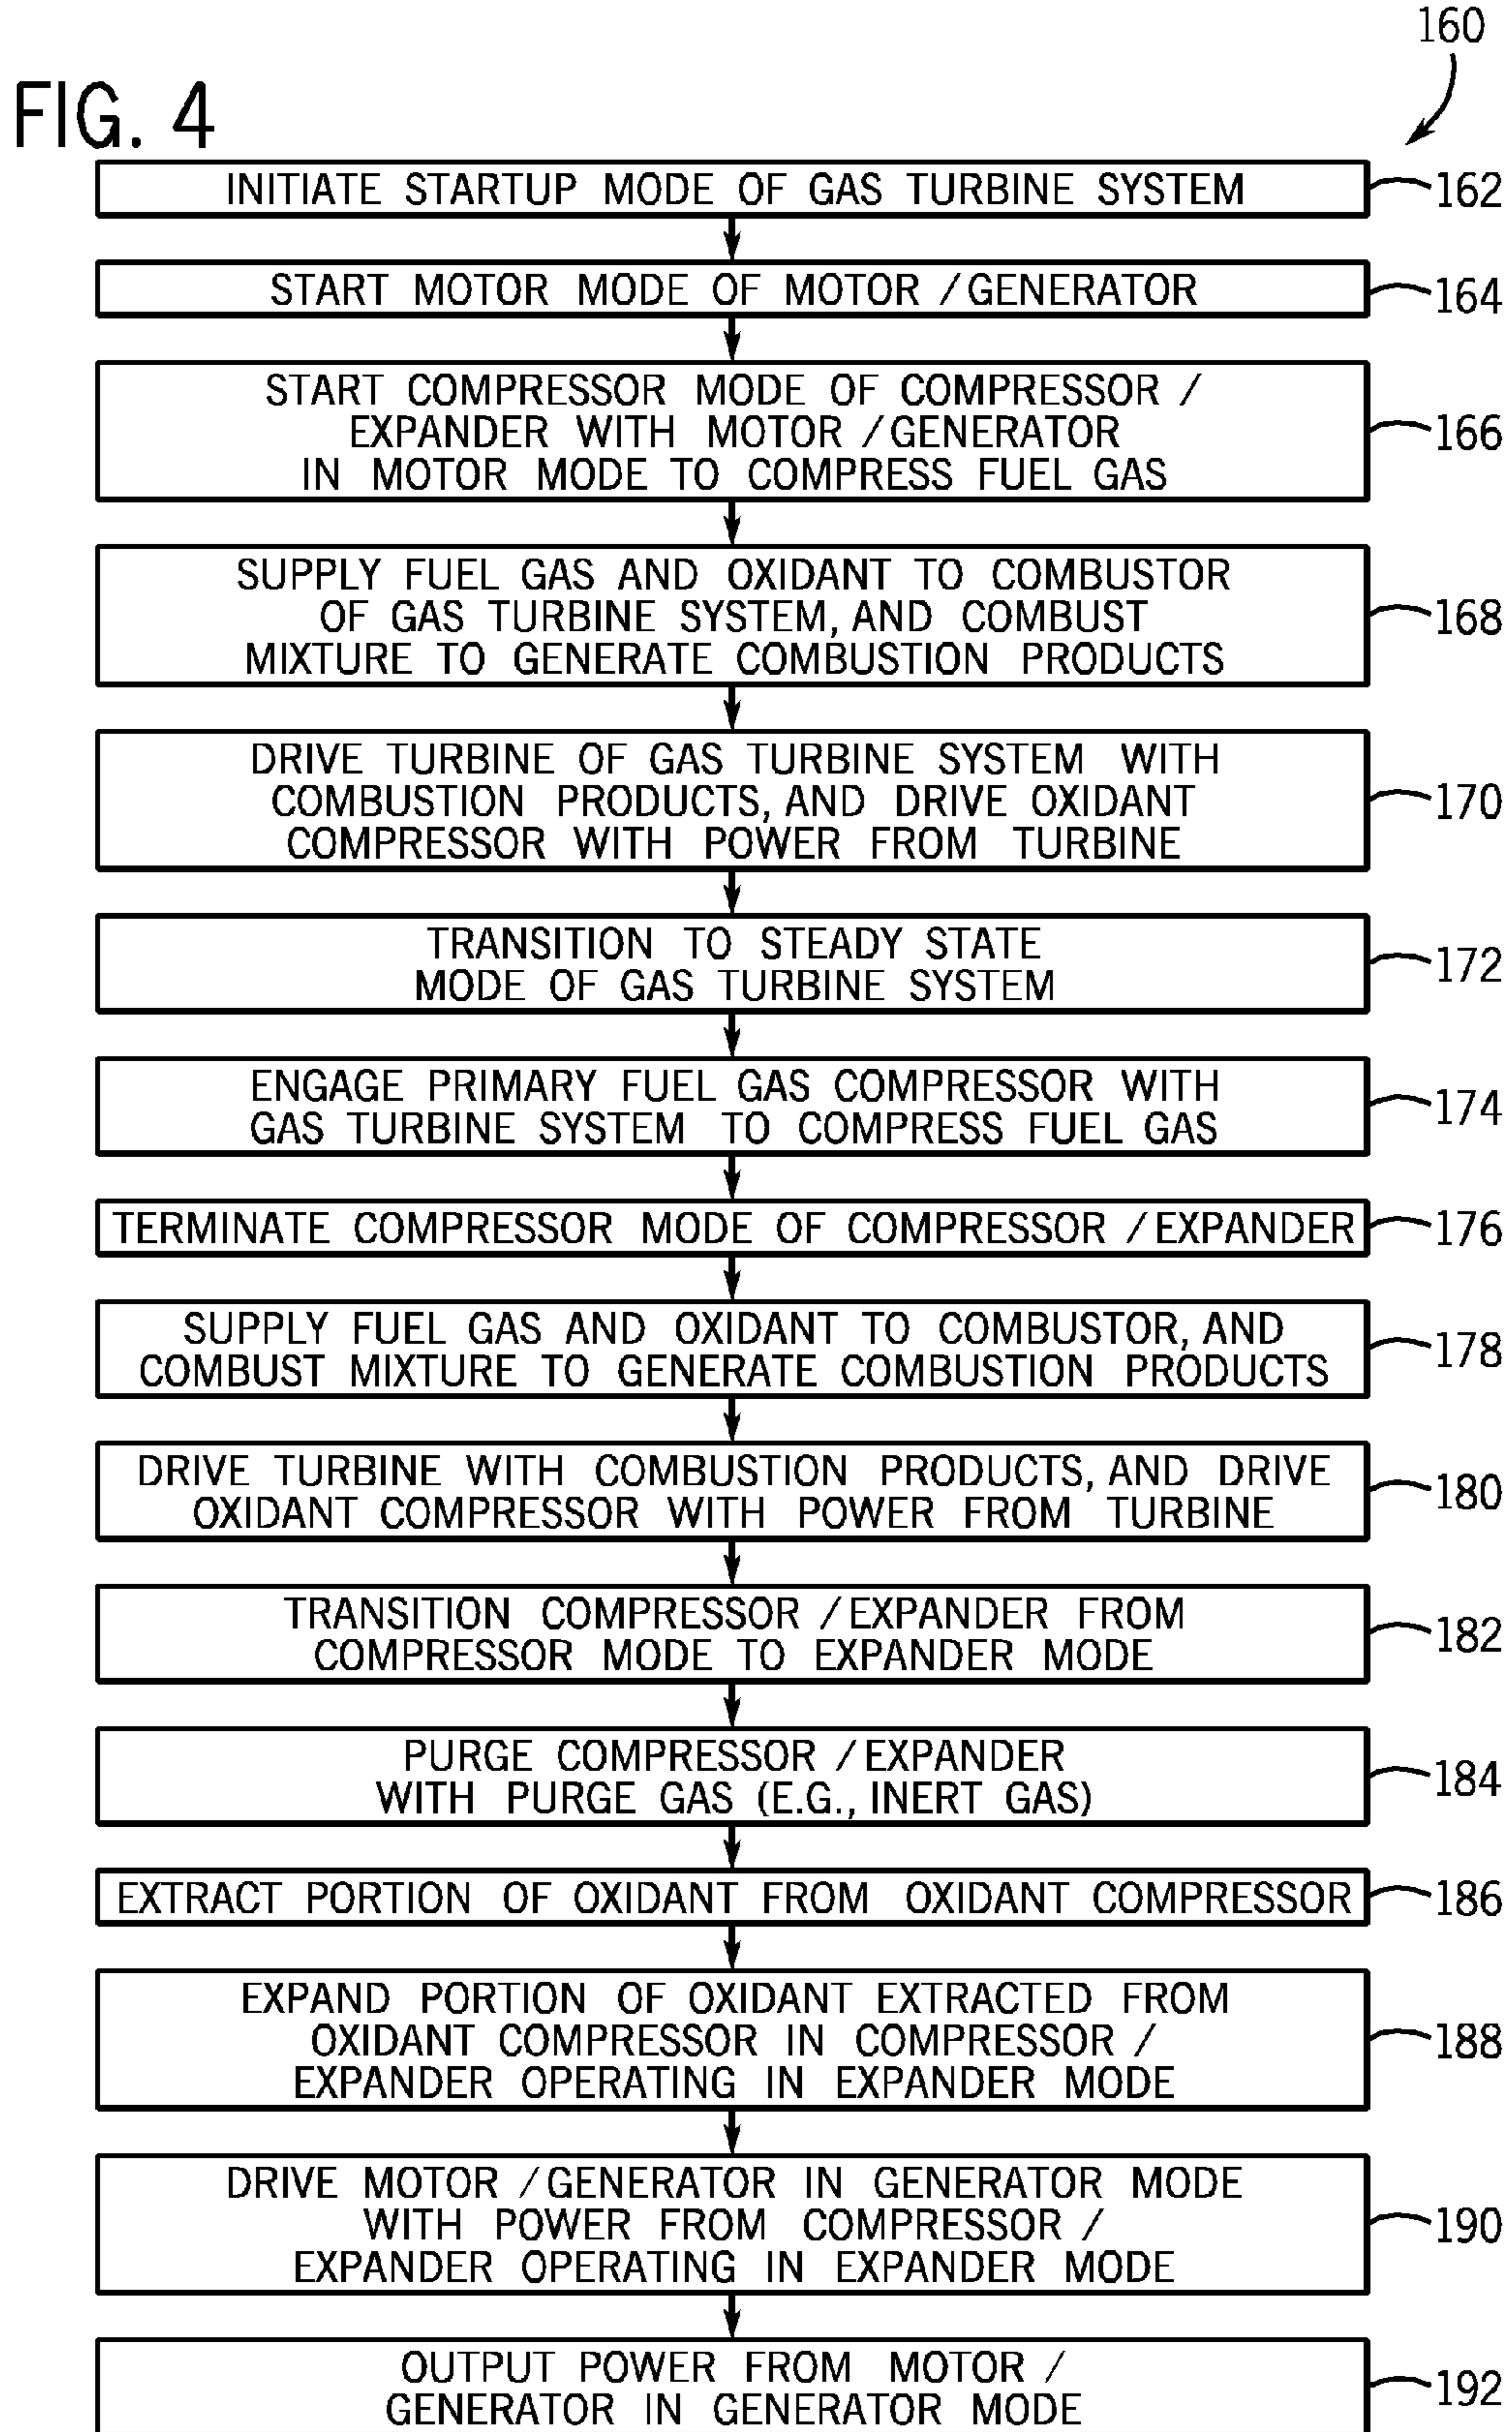 160
FIG. 4
INITIATE STARTUP MODE OF GAS TURBINE SYSTEM
162
START MOTOR MODE OF MOTOR / GENERATOR
164
START COMPRESSOR MODE OF COMPRESSOR /
EXPANDER WITH MOTOR / GENERATOR
IN MOTOR MODE TO COMPRESS FUEL GAS
166
SUPPLY FUEL GAS AND OXIDANT TO COMBUSTOR
OF GAS TURBINE SYSTEM, AND COMBUST
MIXTURE TO GENERATE COMBUSTION PRODUCTS
168
DRIVE TURBINE OF GAS TURBINE SYSTEM WITH
COMBUSTION PRODUCTS, AND DRIVE OXIDANT
COMPRESSOR WITH POWER FROM TURBINE
170
TRANSITION TO STEADY STATE
MODE OF GAS TURBINE SYSTEM
172
ENGAGE PRIMARY FUEL GAS COMPRESSOR WITH
GAS TURBINE SYSTEM TO COMPRESS FUEL GAS
174
TERMINATE COMPRESSOR MODE OF COMPRESSOR / EXPANDER
176
SUPPLY FUEL GAS AND OXIDANT TO COMBUSTOR, AND
COMBUST MIXTURE TO GENERATE COMBUSTION PRODUCTS
178
DRIVE TURBINE WITH COMBUSTION PRODUCTS, AND DRIVE
OXIDANT COMPRESSOR WITH POWER FROM TURBINE
180
TRANSITION COMPRESSOR / EXPANDER FROM
COMPRESSOR MODE TO EXPANDER MODE
182
PURGE COMPRESSOR / EXPANDER
WITH PURGE GAS (E.G., INERT GAS)
184
EXTRACT PORTION OF OXIDANT FROM OXIDANT COMPRESSOR
186
EXPAND PORTION OF OXIDANT EXTRACTED FROM
OXIDANT COMPRESSOR IN COMPRESSOR /
EXPANDER OPERATING IN EXPANDER MODE
188
DRIVE MOTOR / GENERATOR IN GENERATOR MODE
WITH POWER FROM COMPRESSOR /
EXPANDER OPERATING IN EXPANDER MODE
190
OUTPUT POWER FROM MOTOR /
GENERATOR IN GENERATOR MODE
192